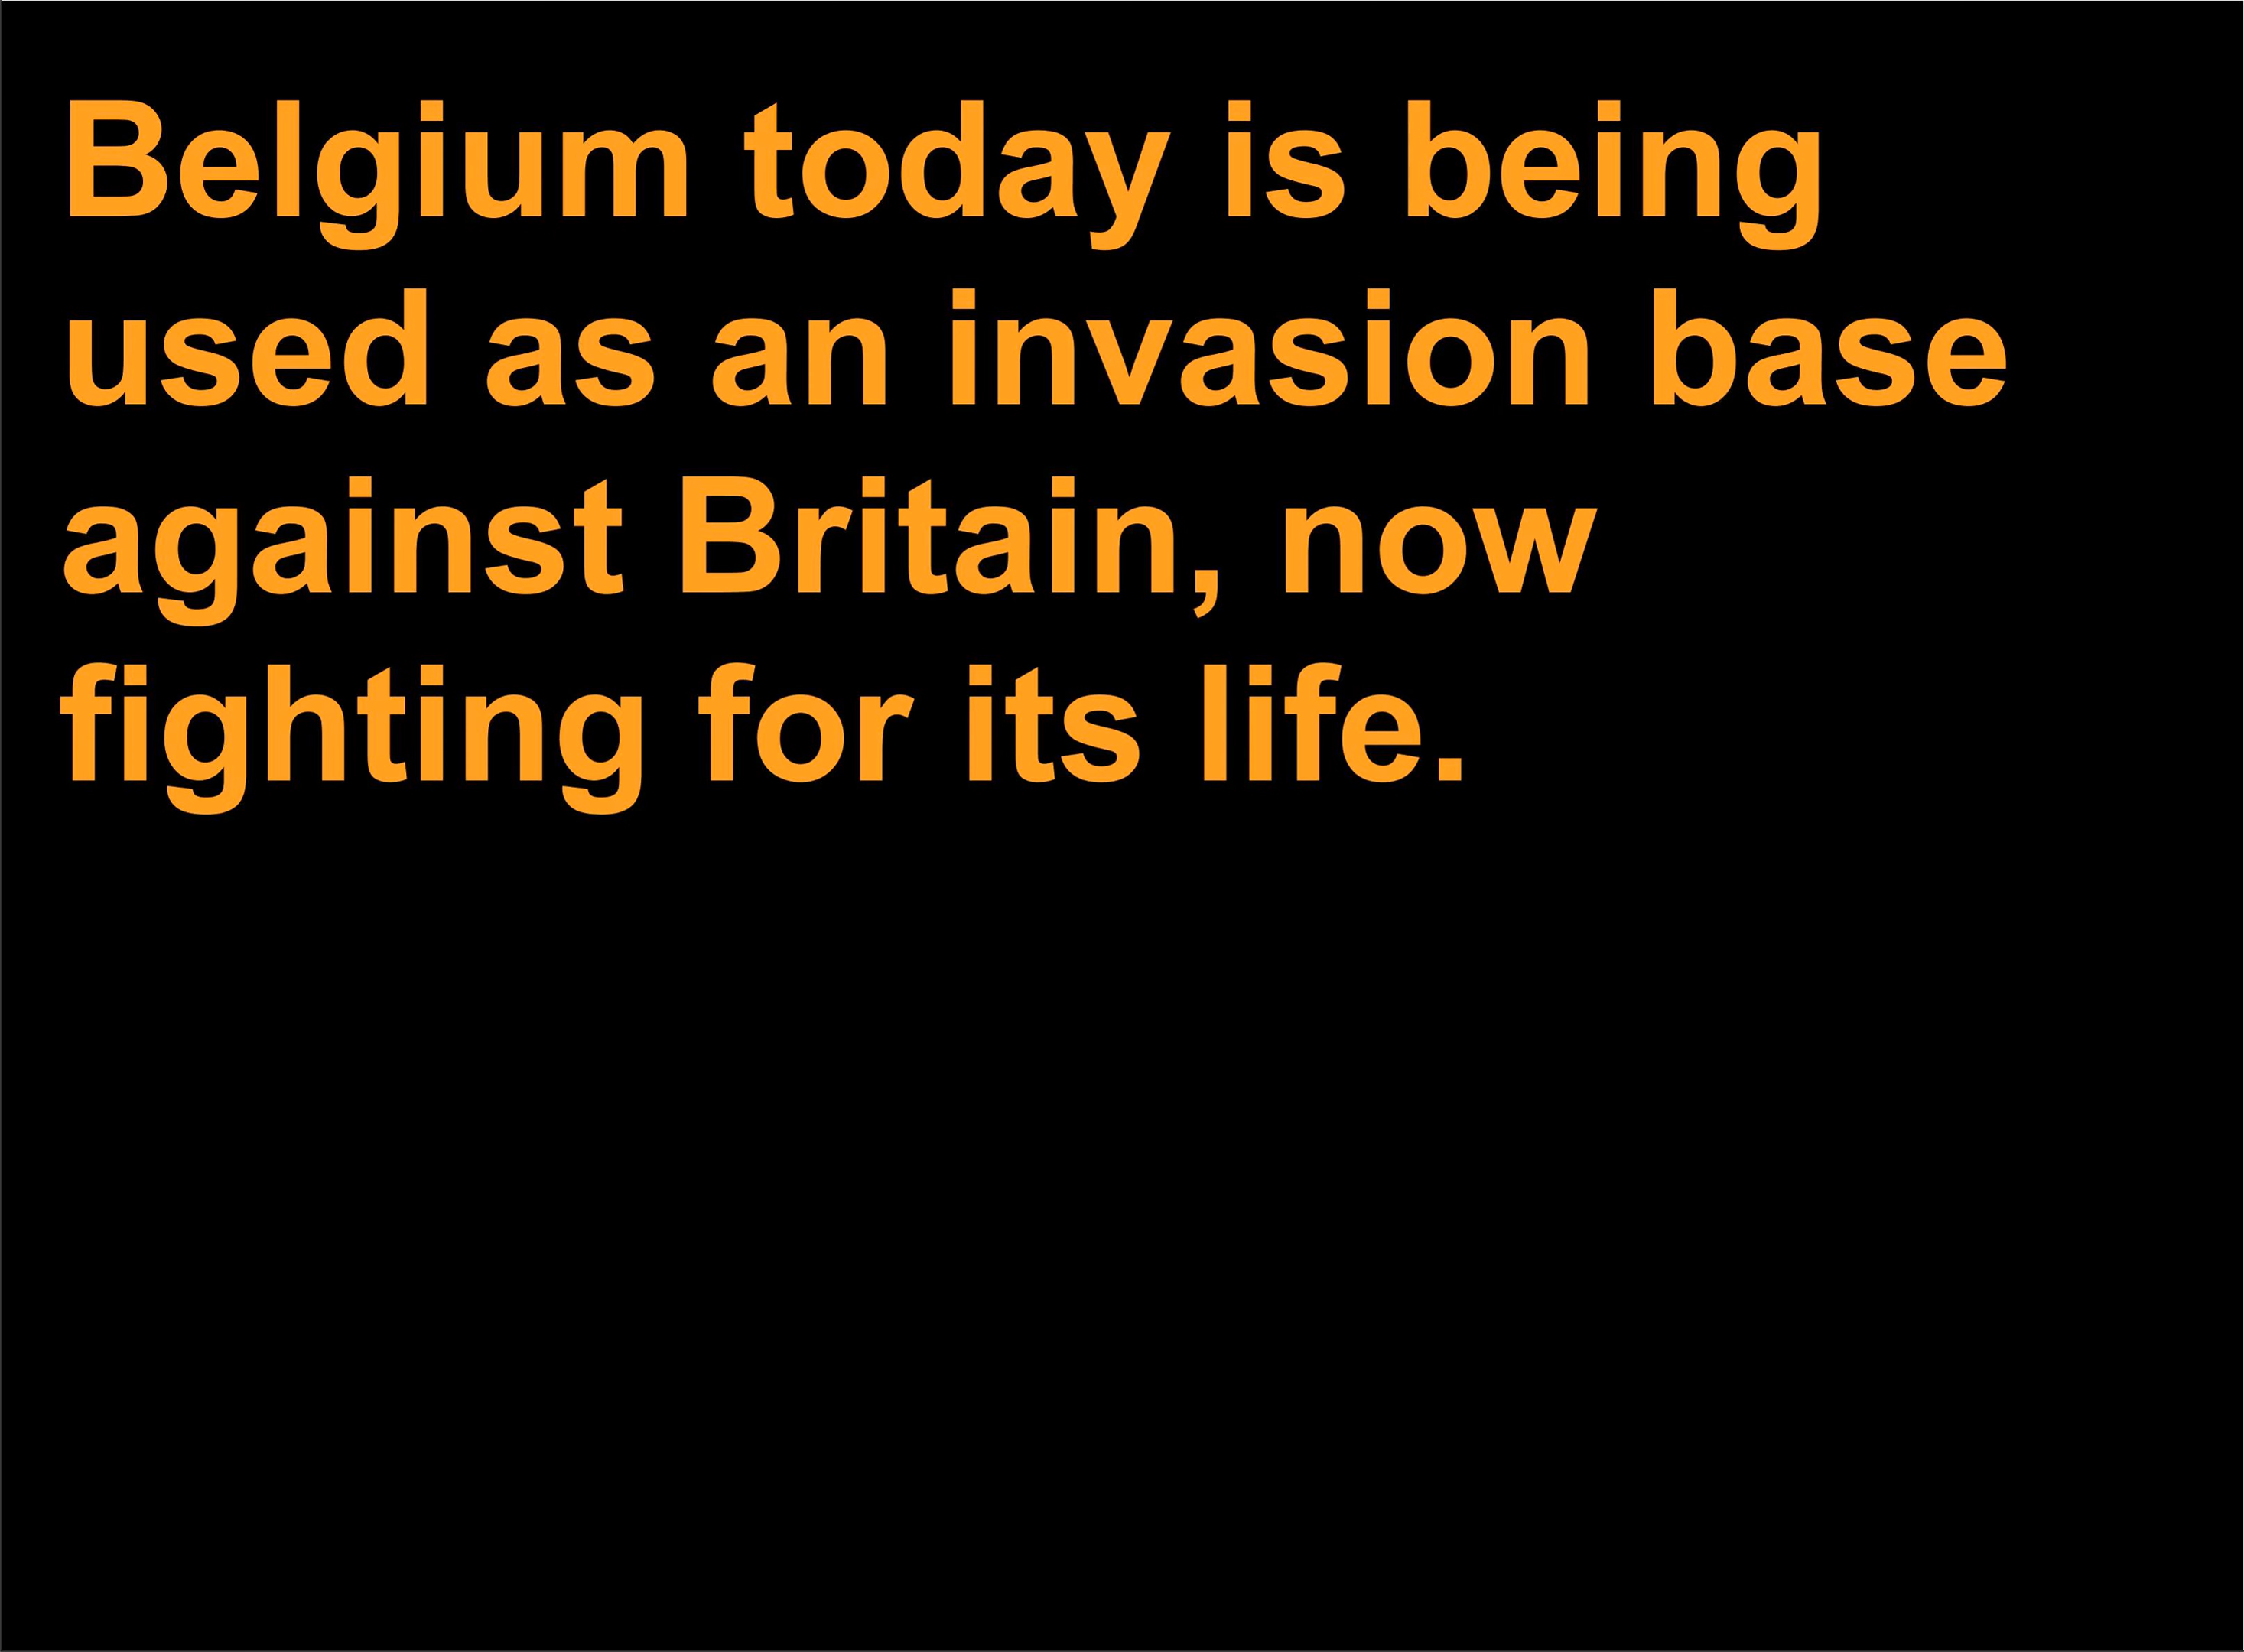 Belgium today is being
used as an invasion base
against Britain, now
fighting for its life.